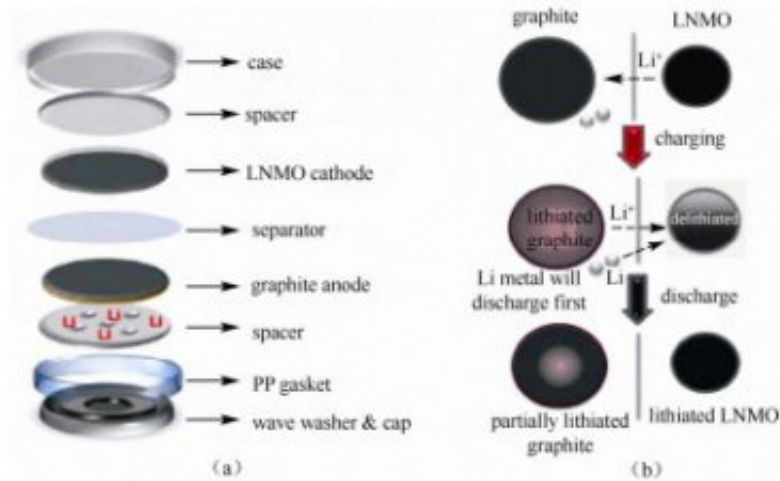 case
spacer
LNMO cathode
separator
graphite anode
spacer
PP gasket
wave washer & cap
(a)
graphite
LNMO
Li⁺
charging
lithiated
graphite
Li⁺
delithiated
Li metal will
discharge first
Li
discharge
partially lithiated
graphite
lithiated LNMO
(b)